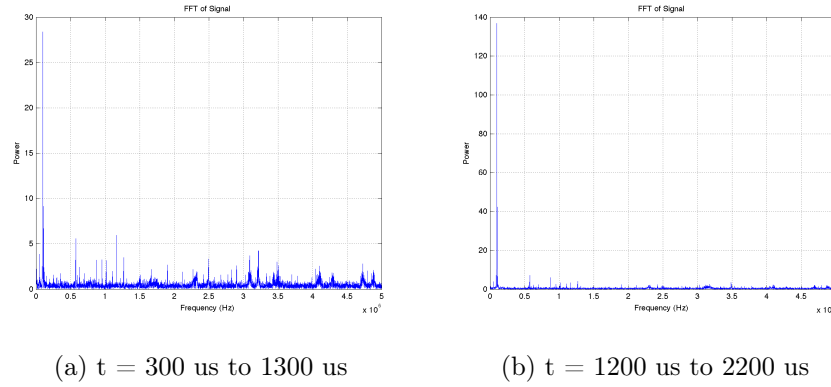 FFT of Signal
30
25
20
15
10
5
0
Power
0 0.5 1 1.5 2 2.5 3 3.5 4 4.5 5
Frequency (Hz)
x 10^6
(a) t = 300 us to 1300 us
FFT of Signal
140
120
100
80
60
40
20
0
Power
0 0.5 1 1.5 2 2.5 3 3.5 4 4.5
Frequency (Hz)
x 10
(b) t = 1200 us to 2200 us